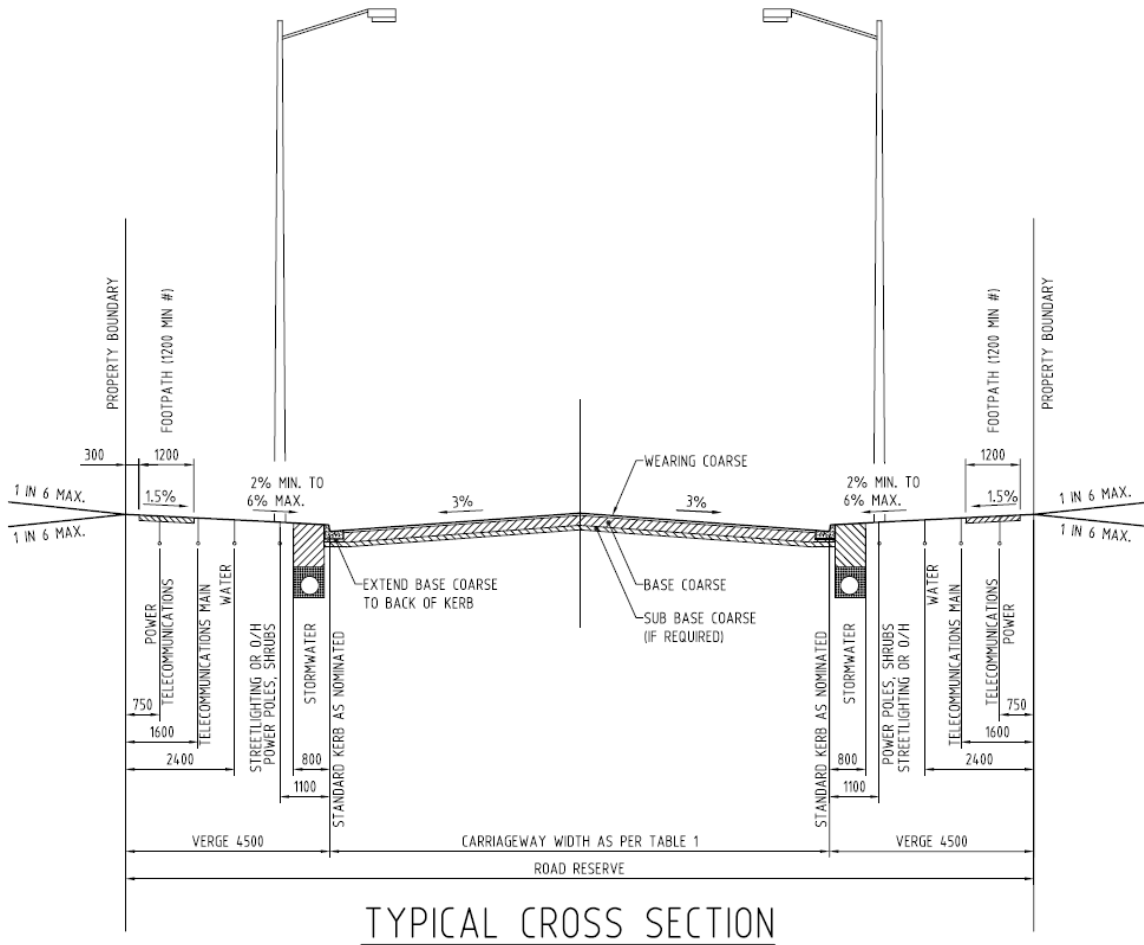 PROPERTY BOUNDARY
FOOTPATH (1200 MIN #)
300
1200
1.5%
1 IN 6 MAX.
1 IN 6 MAX.
2% MIN. TO
6% MAX.
3%
WEARING COARSE
3%
2% MIN. TO
6% MAX.
FOOTPATH (1200 MIN #)
PROPERTY BOUNDARY
1200
1.5%
1 IN 6 MAX.
1 IN 6 MAX.
EXTEND BASE COARSE
TO BACK OF KERB
BASE COARSE
SUB BASE COARSE
(IF REQUIRED)
POWER
TELECOMMUNICATIONS
TELECOMMUNICATIONS MAIN
WATER
STREETLIGHTING OR O/H
POWER POLES, SHRUBS
STORMWATER
STANDARD KERB AS NOMINATED
STANDARD KERB AS NOMINATED
STORMWATER
POWER POLES, SHRUBS
STREETLIGHTING OR O/H
WATER
TELECOMMUNICATIONS MAIN
TELECOMMUNICATIONS
POWER
750
1600
2400
800
1100
800
1100
750
1600
2400
VERGE 4500
CARRIAGEWAY WIDTH AS PER TABLE 1
VERGE 4500
ROAD RESERVE
TYPICAL CROSS SECTION